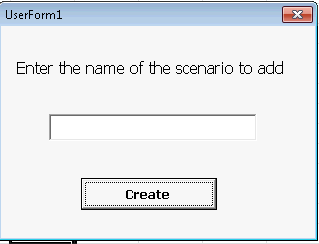 UserForm1
Enter the name of the scenario to add
Create